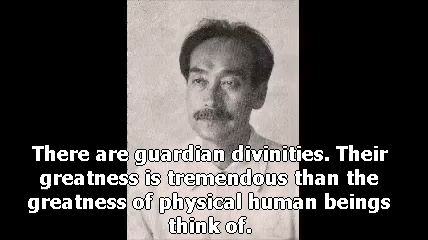 There are guardian divinities. Their
greatness is tremendous than the
greatness of physical human beings
think of.